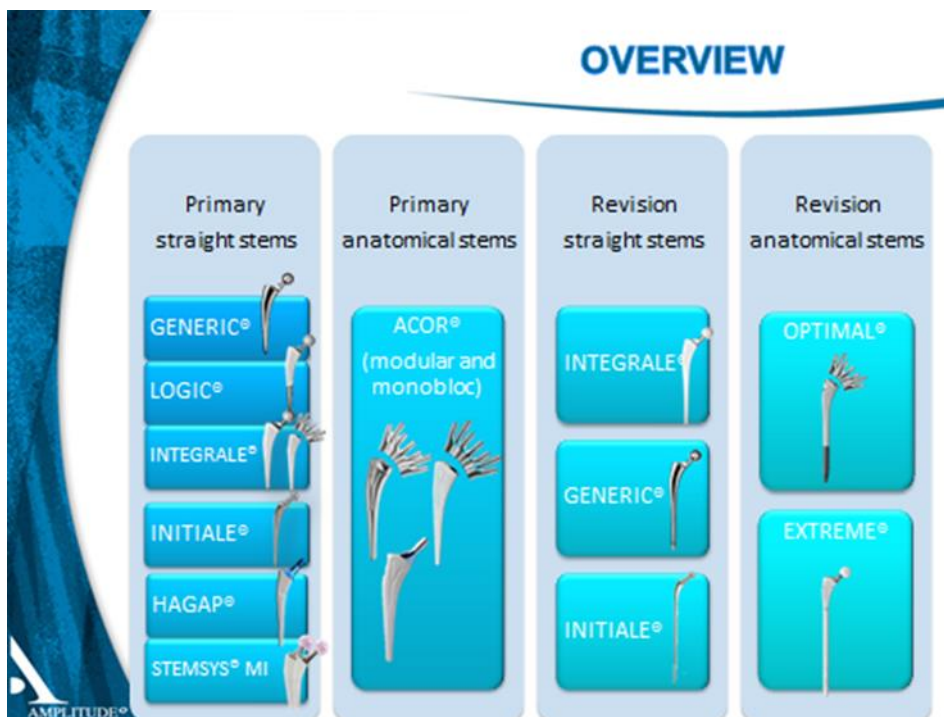 OVERVIEW
Primary
straight stems
GENERIC®
LOGIC®
INTEGRALE®
INITIALE®
HAGAP®
STEMSYS® MI
Primary
anatomical stems
ACOR®
(modular and
monobloc)
Revision
straight stems
INTEGRALE®
GENERIC®
INITIALE®
Revision
anatomical stems
OPTIMAL®
EXTREME®
AMPLITUDE®